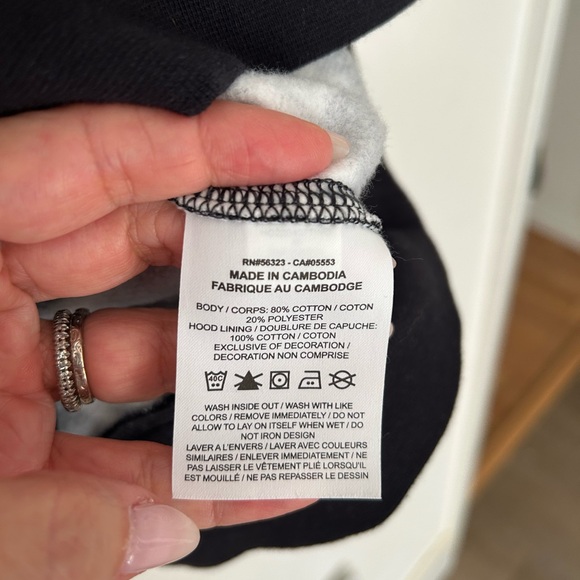 RN#56323 - CA#05553
MADE IN CAMBODIA
FABRIQUE AU CAMBODGE
BODY / CORPS: 80% COTTON / COTON
20% POLYESTER
HOOD LINING / DOUBLURE DE CAPUCHE:
100% COTTON / COTON
EXCLUSIVE OF DECORATION /
DECORATION NON COMPRISE
40C
WASH INSIDE OUT / WASH WITH LIKE
COLORS / REMOVE IMMEDIATELY / DO NOT
ALLOW TO LAY ON ITSELF WHEN WET / DO
NOT IRON DESIGN
LAVER A L'ENVERS / LAVER AVEC COULEURS
SIMILAIRES / ENLEVER IMMEDIATEMENT / NE
PAS LAISSER LE VÊTEMENT PLIÉ LORSQU'IL
EST MOUILLÉ / NE PAS REPASSER LE DESSIN